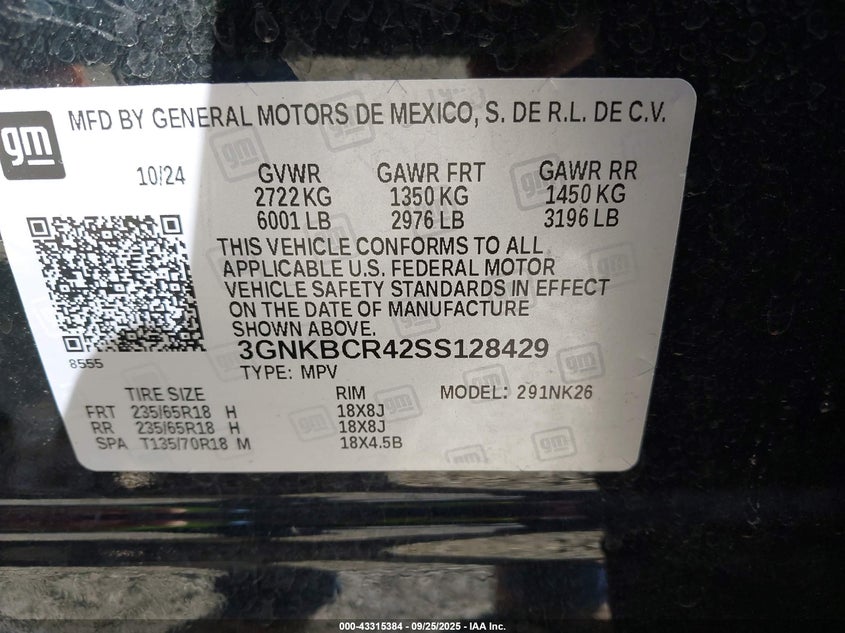 gm
MFD BY GENERAL MOTORS DE MEXICO, S. DE R.L. DE C.V.
10/24
GVWR GAWR FRT GAWR RR
2722 KG 1350 KG 1450 KG
6001 LB 2976 LB 3196 LB
THIS VEHICLE CONFORMS TO ALL
APPLICABLE U.S. FEDERAL MOTOR
VEHICLE SAFETY STANDARDS IN EFFECT
ON THE DATE OF MANUFACTURE
SHOWN ABOVE.
3GNKBCR42SS128429
8555
TYPE: MPV
TIRE SIZE RIM MODEL: 291NK26
FRT 235/65R18 H 18X8J
RR 235/65R18 H 18X8J
SPA T135/70R18 M 18X4.5B
000-43315384 - 09/25/2025 - IAA Inc.